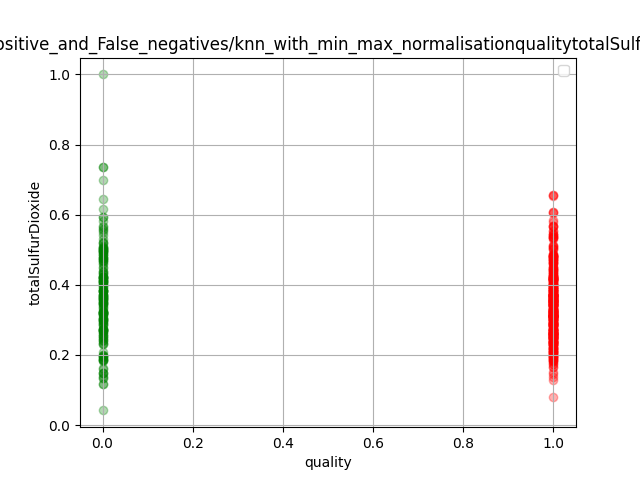 ositive_and_False_negatives/knn_with_min_max_normalisationqualitytotalSulf
1.0
0.8
0.6
0.4
0.2
0.0
totalSulfurDioxide
0.0 0.2 0.4 0.6 0.8 1.0
quality